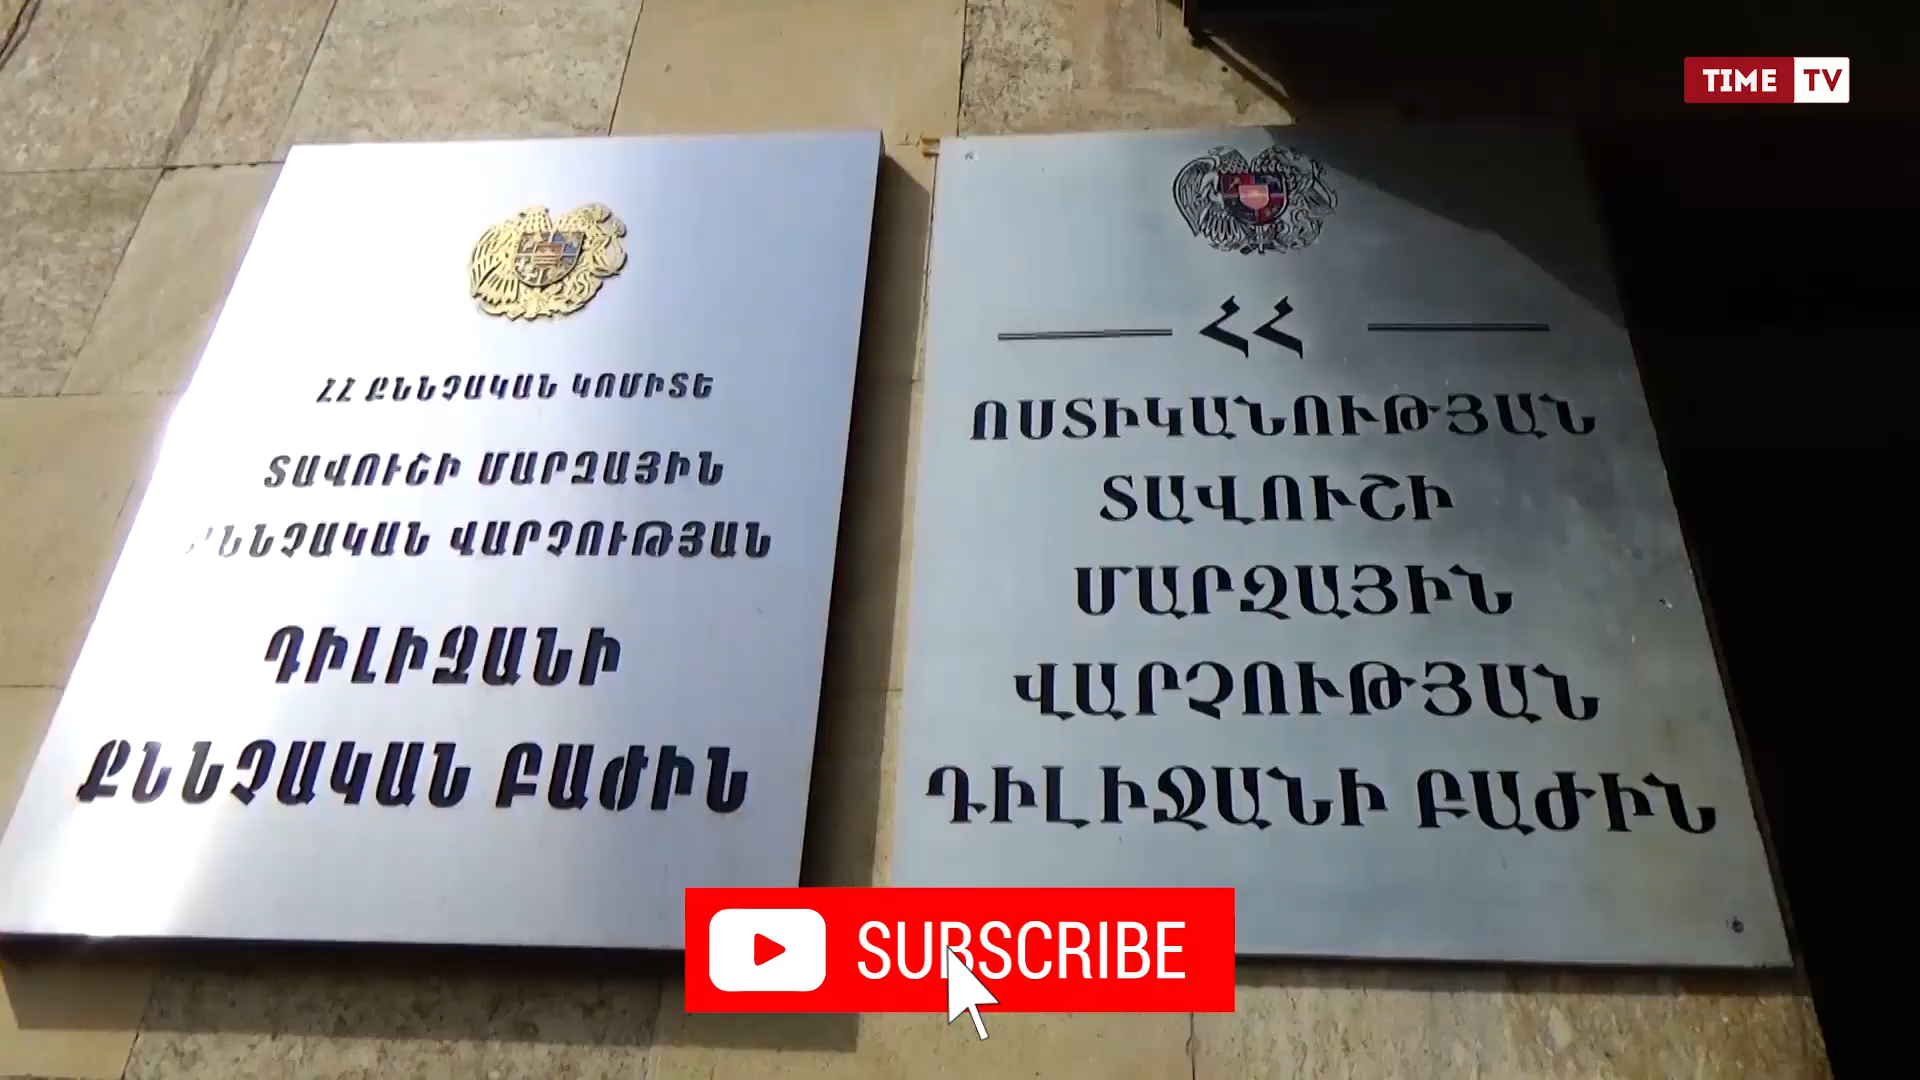 TIME TV
ՀՀ ՔՆՆՉԱԿԱՆ ԿՈՄԻՏԵ
ՏԱՎՈՒՇԻ ՄԱՐԶԱՅԻՆ
ՔՆՆՉԱԿԱՆ ՎԱՐՉՈՒԹՅԱՆ
ԴԻԼԻՋԱՆԻ
ՔՆՆՉԱԿԱՆ ԲԱԺԻՆ
ՀՀ
ՈՍՏԻԿԱՆՈՒԹՅԱՆ
ՏԱՎՈՒՇԻ
ՄԱՐԶԱՅԻՆ
ՎԱՐՉՈՒԹՅԱՆ
ԴԻԼԻՋԱՆԻ ԲԱԺԻՆ
SUBSCRIBE